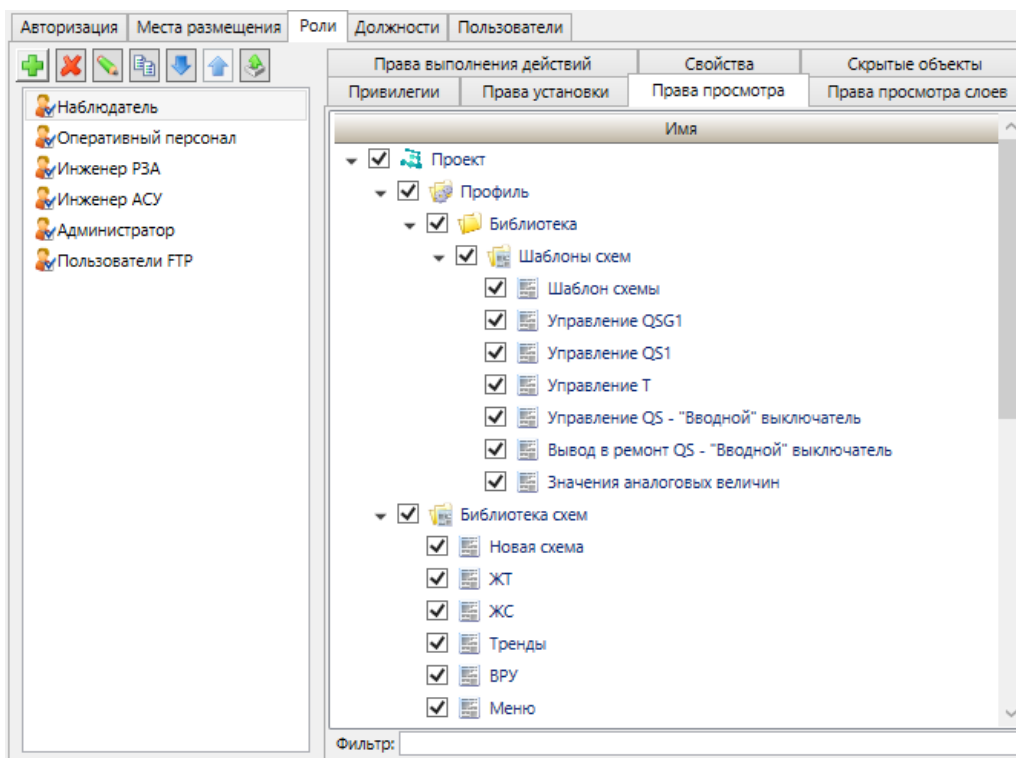 Авторизация Места размещения Роли Должности Пользователи
Права выполнения действий Свойства Скрытые объекты
Привилегии Права установки Права просмотра Права просмотра слоев
Наблюдатель
Оперативный персонал
Инженер РЗА
Инженер АСУ
Администратор
Пользователи FTP
Имя
Проект
Профиль
Библиотека
Шаблоны схем
Шаблон схемы
Управление QSG1
Управление QS1
Управление T
Управление QS - "Вводной" выключатель
Вывод в ремонт QS - "Вводной" выключатель
Значения аналоговых величин
Библиотека схем
Новая схема
ЖТ
ЖС
Тренды
ВРУ
Меню
Фильтр: